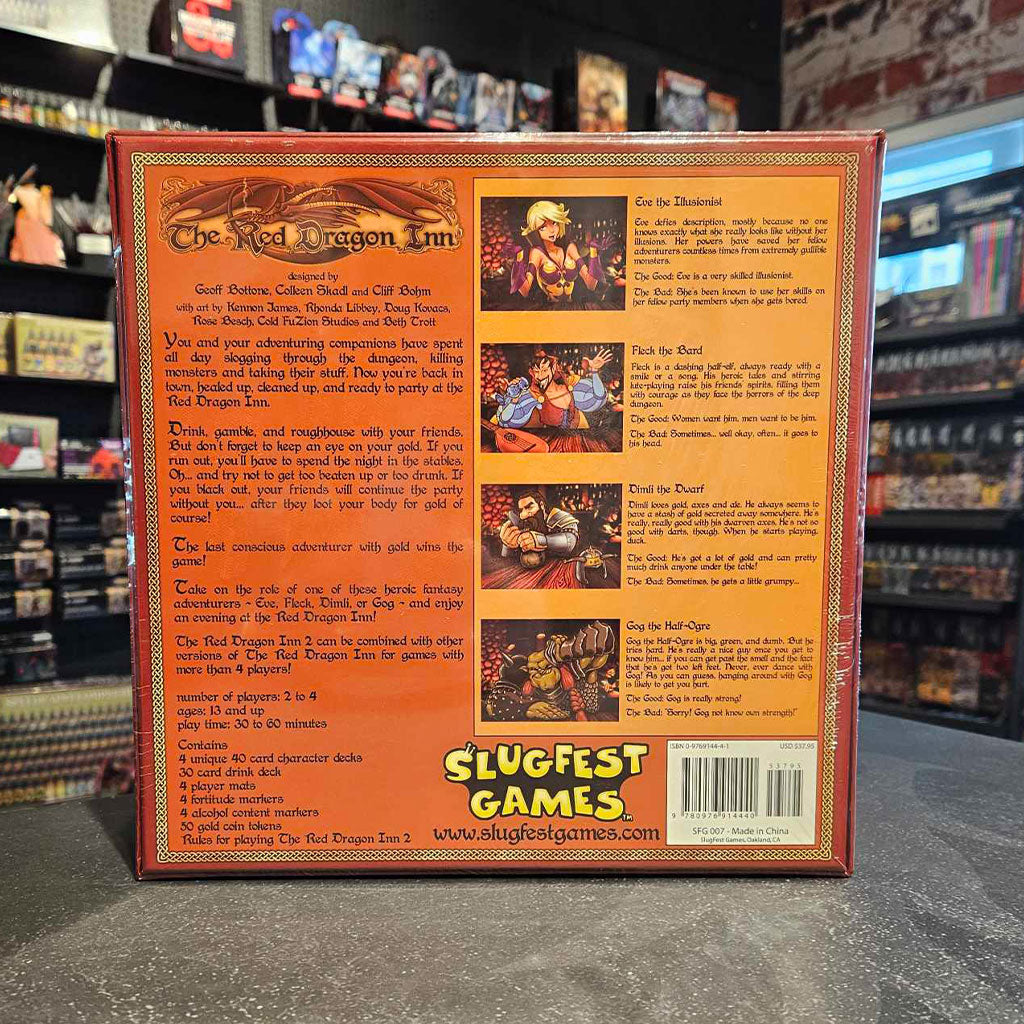 The Red Dragon Inn
designed by
Geoff Bottone, Colleen Skadl and Cliff Bohm
with art by Kennon James, Rhonda Libbey, Doug Kovacs,
Rose Besch, Cold FuZion Studios and Beth Trott
You and your adventuring companions have spent
all day slogging through the dungeon, killing
monsters and taking their stuff. Now you're back in
town, healed up, cleaned up, and ready to party at the
Red Dragon Inn.
Drink, gamble, and roughhouse with your friends.
But don't forget to keep an eye on your gold. If you
run out, you'll have to spend the night in the stables.
Oh... and try not to get too beaten up or too drunk. If
you black out, your friends will continue the party
without you... after they loot your body for gold of
course!
The last conscious adventurer with gold wins the
game!
Take on the role of one of these heroic fantasy
adventurers - Eve, Fleck, Dimli, or Gog - and enjoy
an evening at the Red Dragon Inn!
The Red Dragon Inn 2 can be combined with other
versions of The Red Dragon Inn for games with
more than 4 players!
number of players: 2 to 4
ages: 13 and up
play time: 30 to 60 minutes
Contains
4 unique 40 card character decks
30 card drink deck
4 player mats
4 fortitude markers
4 alcohol content markers
50 gold coin tokens
Rules for playing The Red Dragon Inn 2
Eve the Illusionist
Eve defies description, mostly because no one
knows exactly what she really looks like without her
illusions. Her powers have saved her fellow
adventurers countless times from extremely gullible
monsters.
The Good: Eve is a very skilled illusionist.
The Bad: She's been known to use her skills on
her fellow party members when she gets bored.
Fleck the Bard
Fleck is a dashing half-elf, always ready with a
smile or a song. His heroic tales and stirring
lute-playing raise his friends' spirits, filling them
with courage as they face the horrors of the deep
dungeon.
The Good: Women want him, men want to be him.
The Bad: Sometimes... well okay, often... it goes to
his head.
Dimli the Dwarf
Dimli loves gold, axes and ale. He always seems to
have a stash of gold secreted away somewhere. He's
really, really good with his dwarven axes. He's not so
good with darts, though. When he starts playing,
duck.
The Good: He's got a lot of gold and can pretty
much drink anyone under the table!
The Bad: Sometimes, he gets a little grumpy...
Gog the Half-Ogre
Gog the Half-Ogre is big, green, and dumb. But he
tries hard. He's really a nice guy once you get to
know him... if you can get past the smell and the fact
that he's got two left feet. Never, ever dance with
Gog! As you can guess, hanging around with Gog
is likely to get you hurt.
The Good: Gog is really strong!
The Bad: "Sorry! Gog not know own strength!"
SLUGFEST
GAMES™
www.slugfestgames.com
ISBN 0-9769144-4-1 USD $37.95
53795
9 780976 914440
SFG 007 - Made in China
SlugFest Games, Oakland, CA